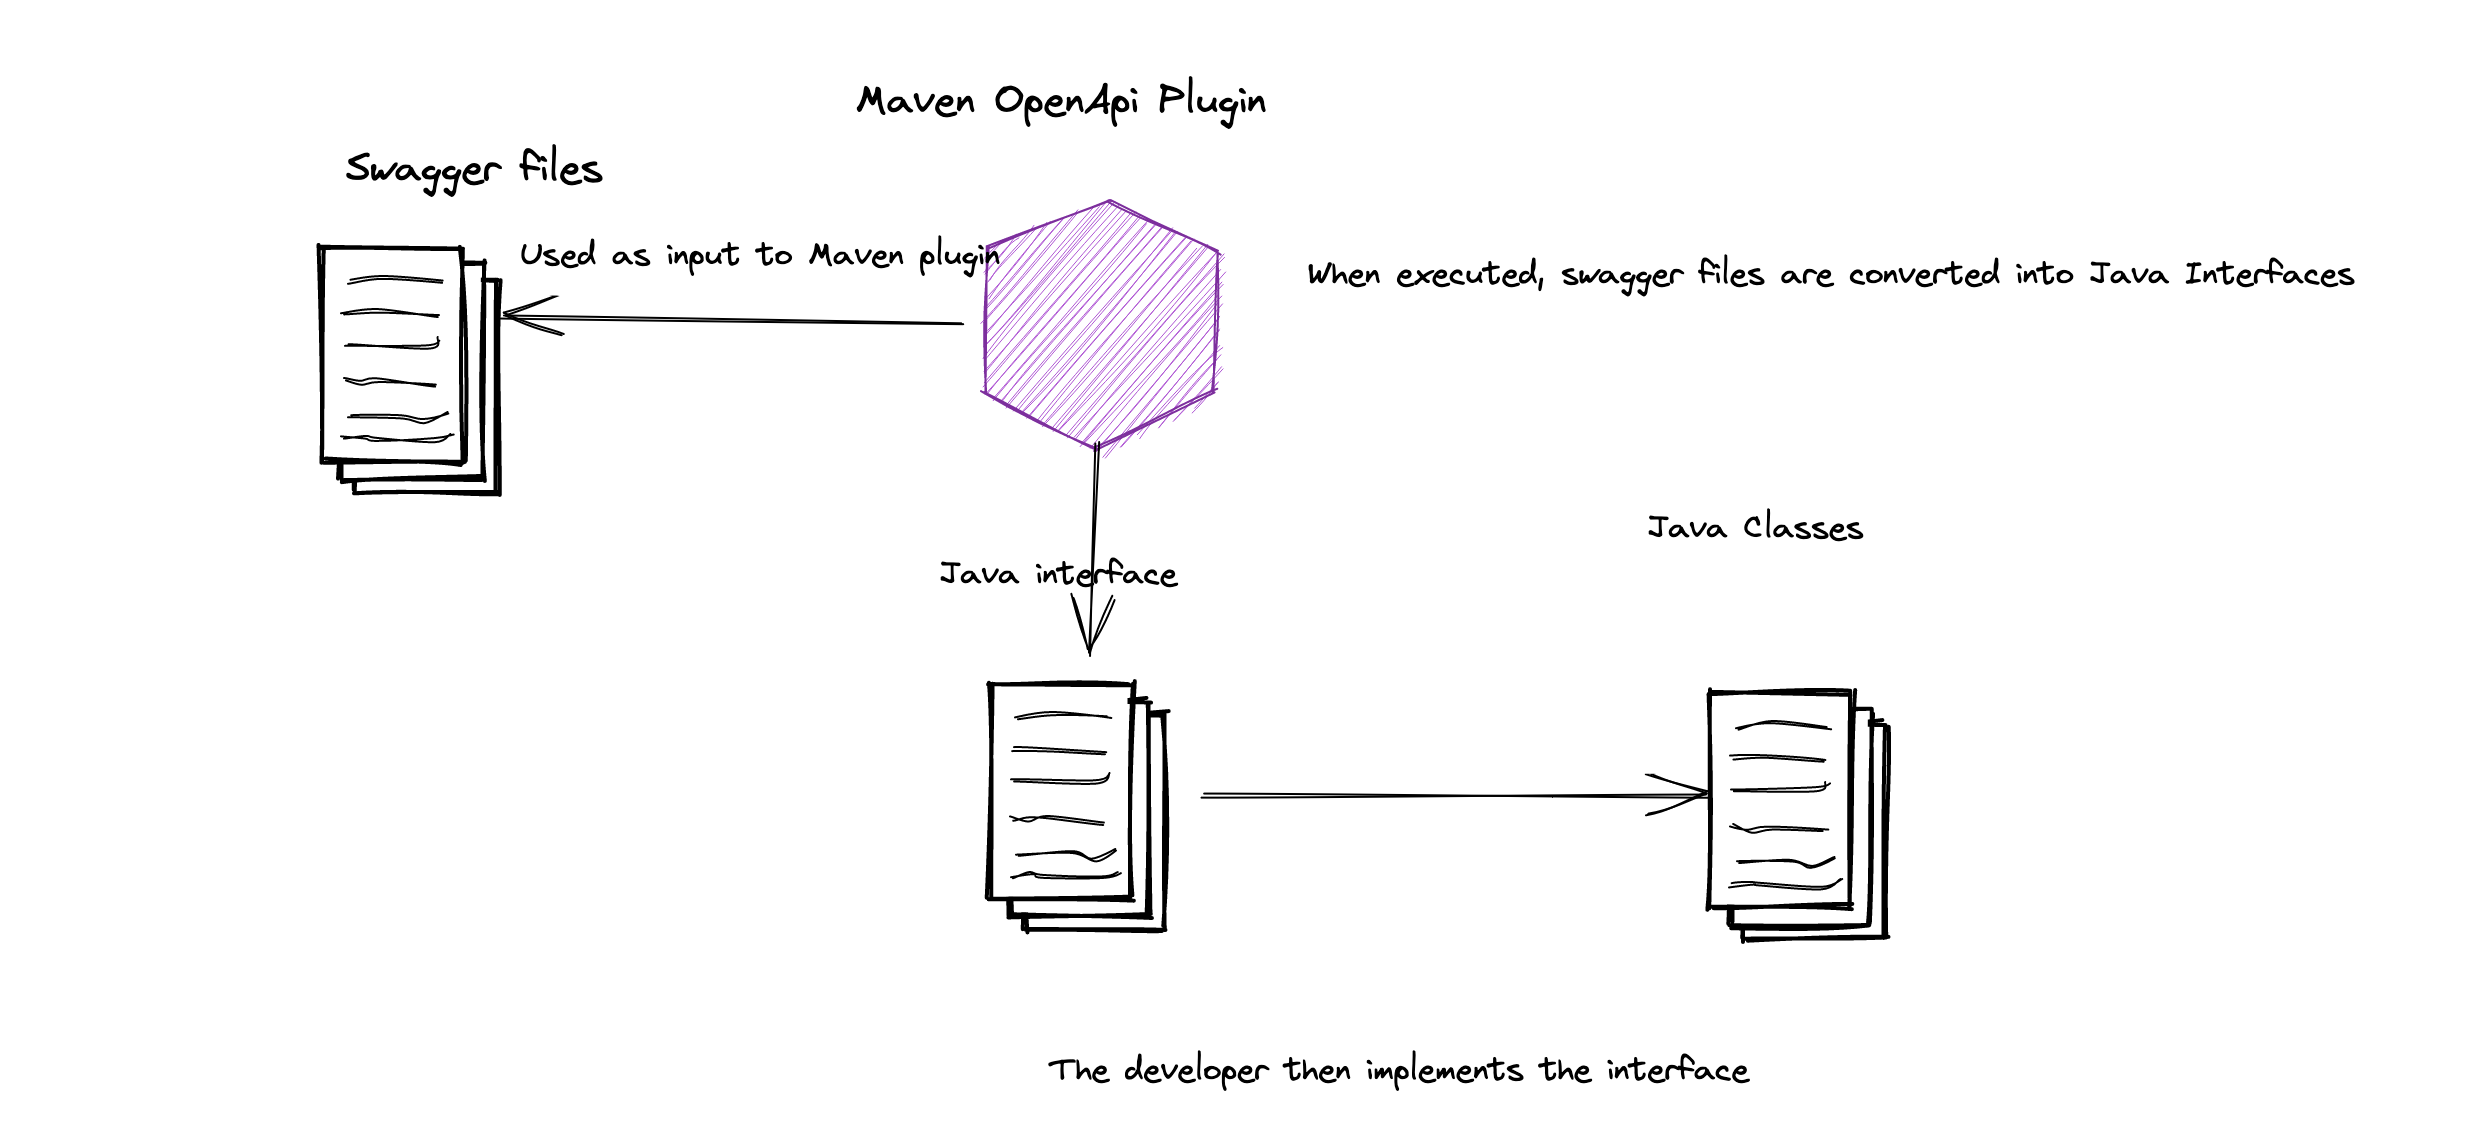 Maven OpenApi Plugin
Swagger files
Used as input to Maven plugin
When executed, swagger files are converted into Java Interfaces
Java Classes
Java interface
The developer then implements the interface